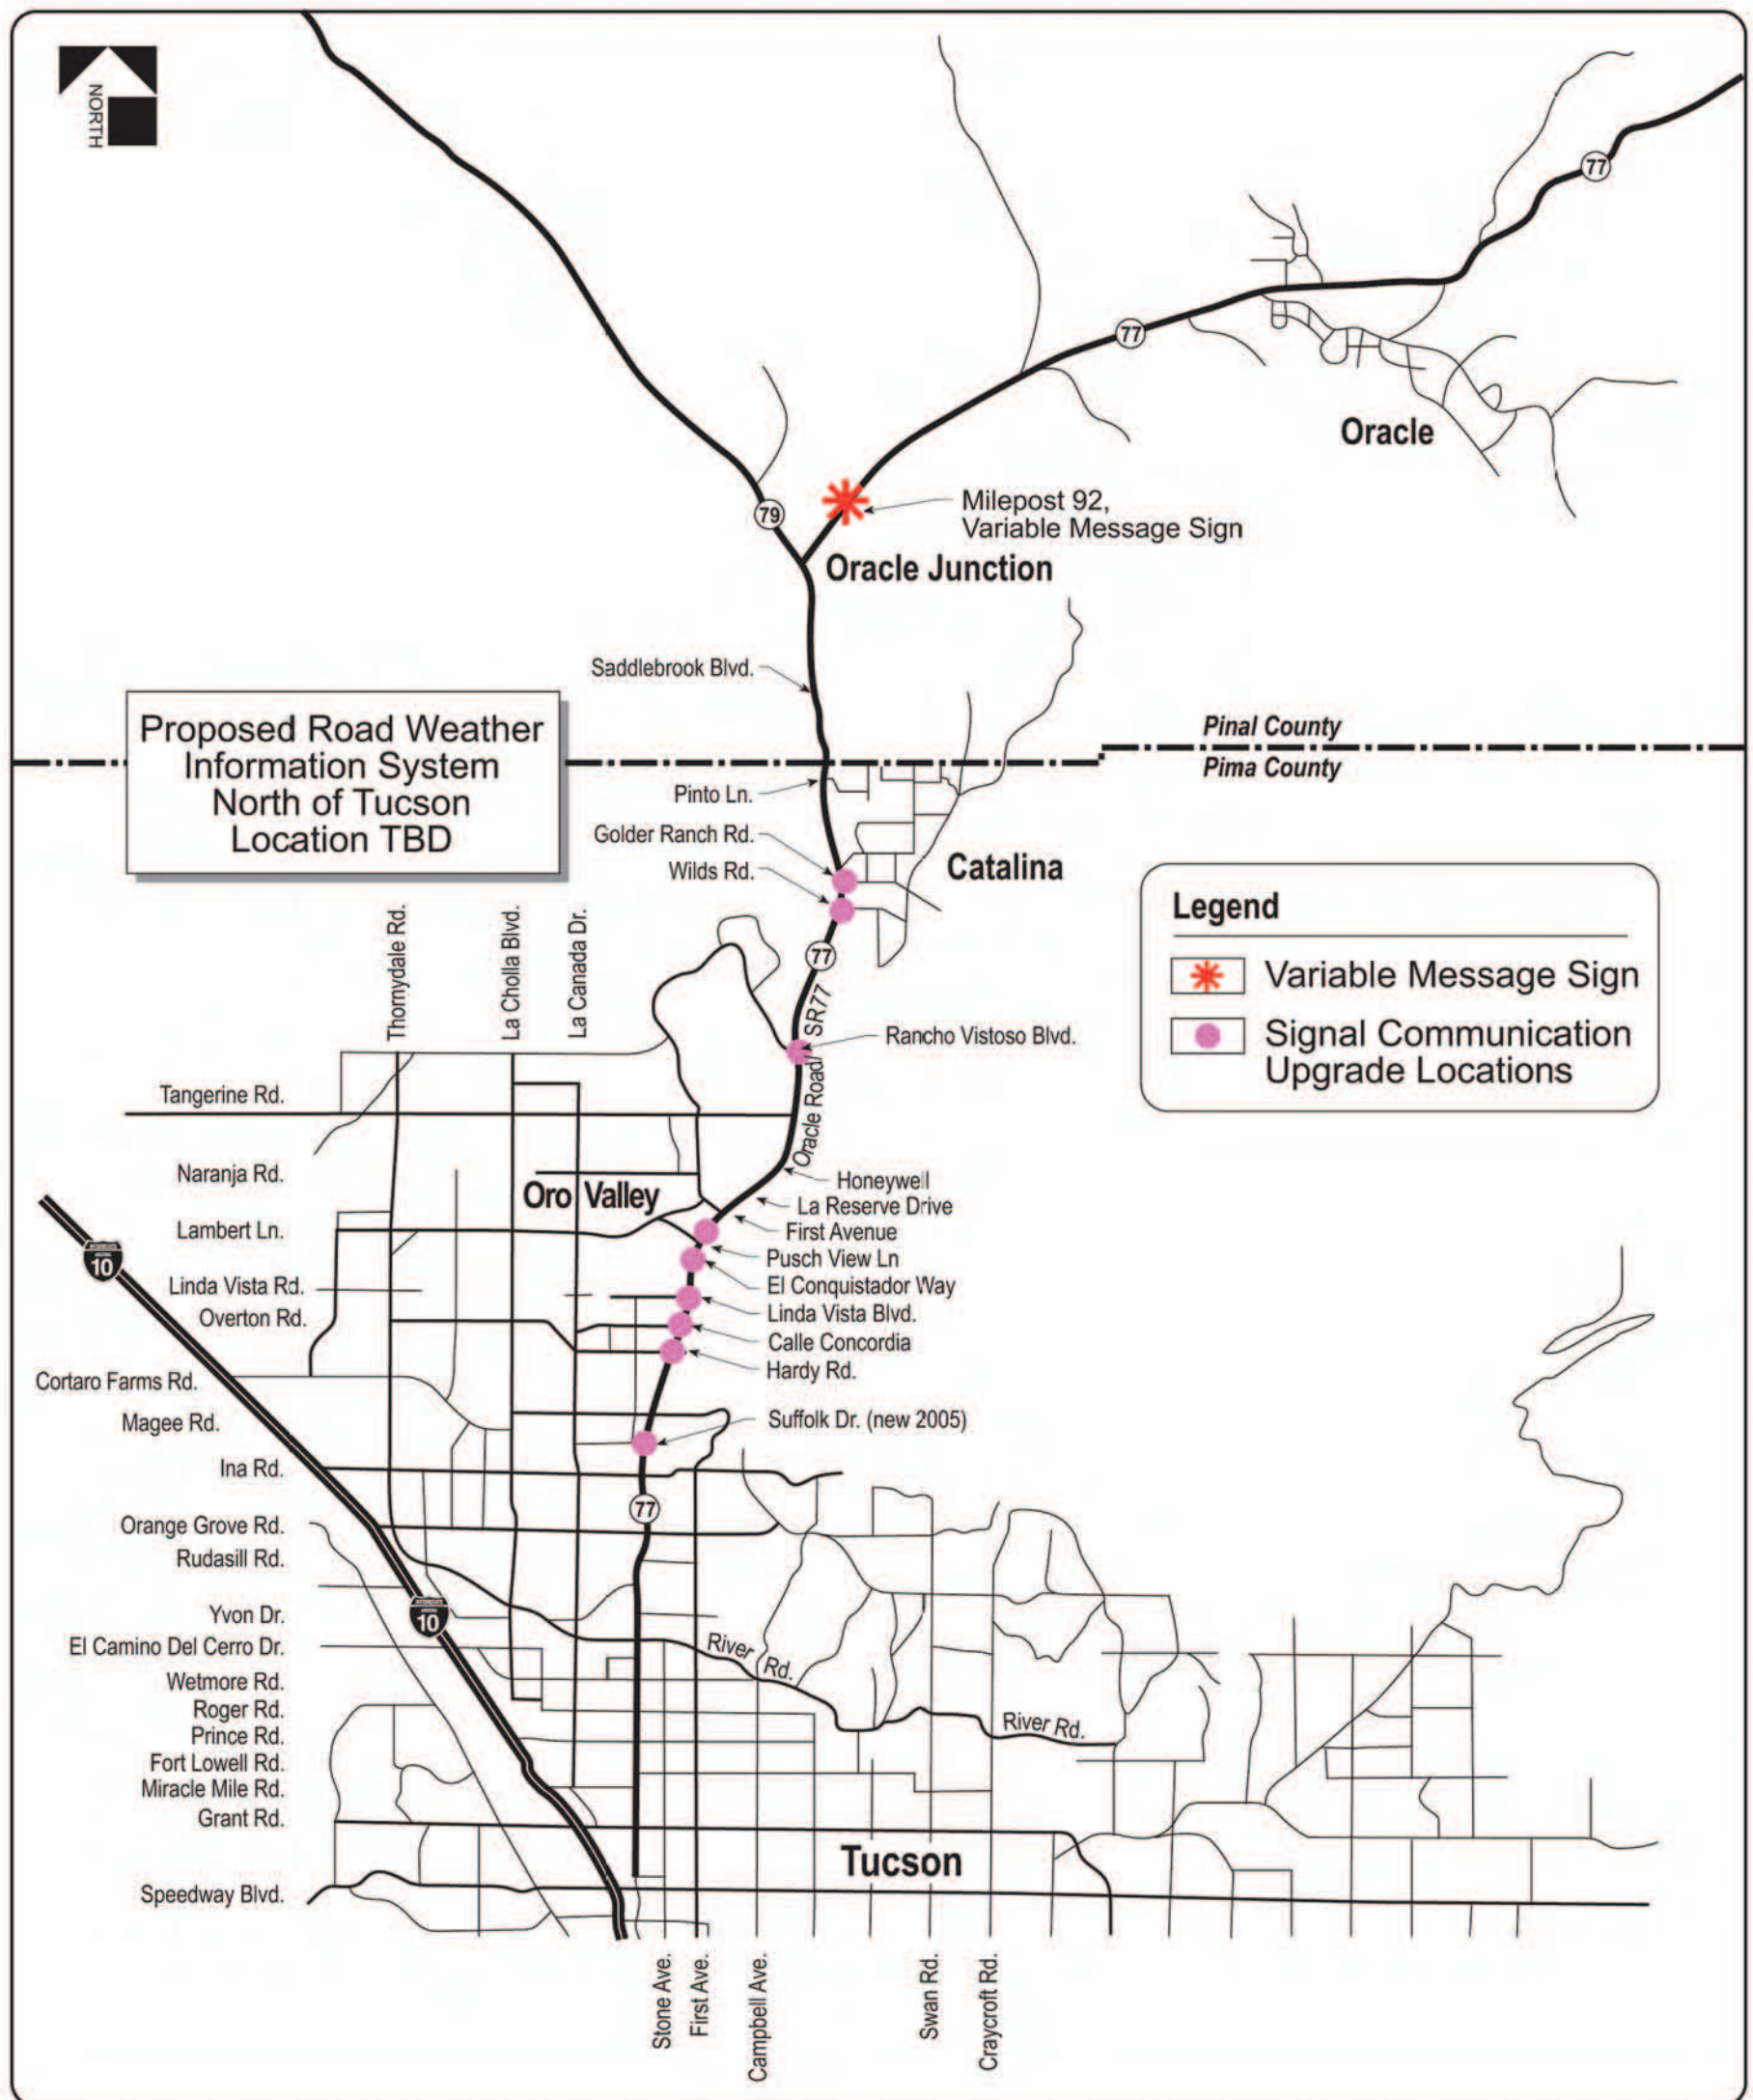 NORTH
77
77
Oracle
79
Milepost 92,
Variable Message Sign
Oracle Junction
Saddlebrook Blvd.
Proposed Road Weather
Information System
North of Tucson
Location TBD
Pinal County
Pima County
Pinto Ln.
Golder Ranch Rd.
Wilds Rd.
Catalina
Legend
Variable Message Sign
Signal Communication
Upgrade Locations
Thornydale Rd.
La Cholla Blvd.
La Canada Dr.
77
Oracle Road/ SR77
Rancho Vistoso Blvd.
Tangerine Rd.
Naranja Rd.
Oro Valley
Honeywell
La Reserve Drive
First Avenue
Pusch View Ln
El Conquistador Way
Linda Vista Blvd.
Calle Concordia
Hardy Rd.
Suffolk Dr. (new 2005)
Lambert Ln.
10
Linda Vista Rd.
Overton Rd.
Cortaro Farms Rd.
Magee Rd.
Ina Rd.
77
Orange Grove Rd.
Rudasill Rd.
10
Yvon Dr.
El Camino Del Cerro Dr.
River Rd.
Wetmore Rd.
Roger Rd.
River Rd.
Prince Rd.
Fort Lowell Rd.
Miracle Mile Rd.
Grant Rd.
Tucson
Speedway Blvd.
Stone Ave.
First Ave.
Campbell Ave.
Swan Rd.
Craycroft Rd.